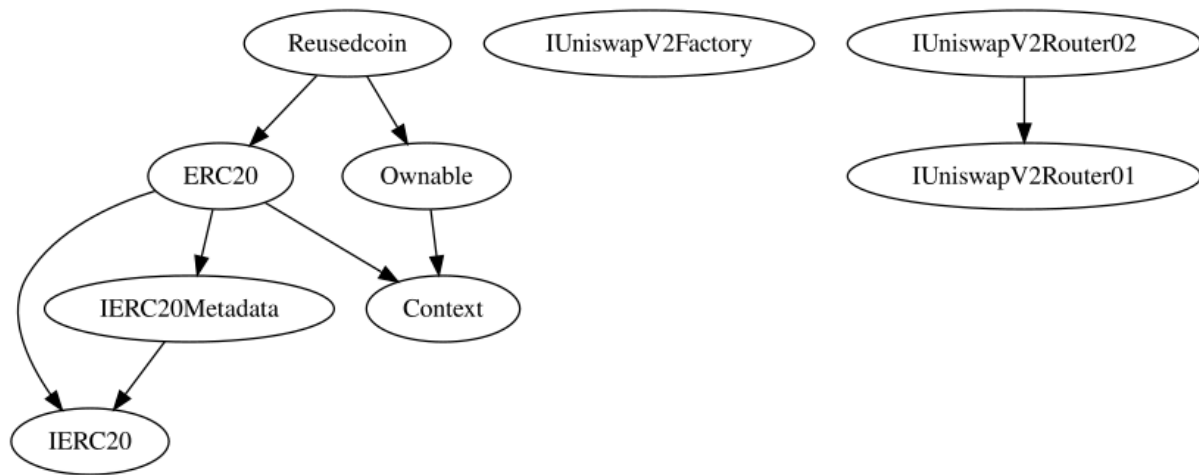 Reusedcoin
IUniswapV2Factory
IUniswapV2Router02
ERC20
Ownable
IUniswapV2Router01
IERC20Metadata
Context
IERC20